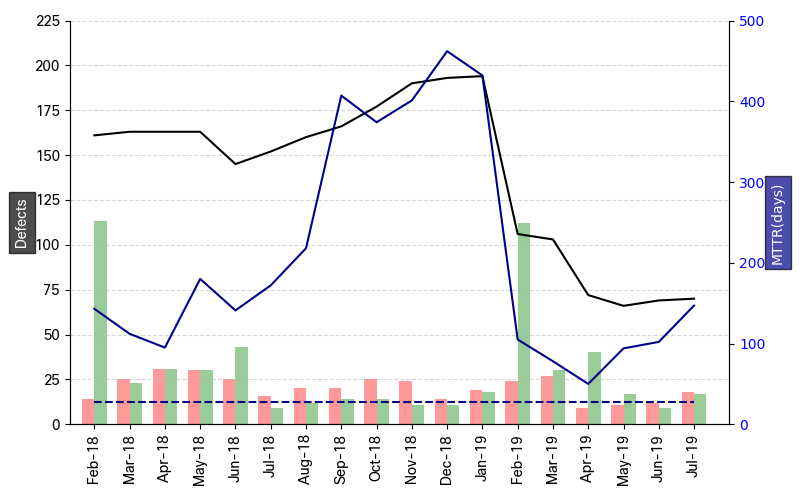 225
200
175
150
125
100
75
50
25
0
Defects
500
400
300
200
100
0
MTTR(days)
Feb-18
Mar-18
Apr-18
May-18
Jun-18
Jul-18
Aug-18
Sep-18
Oct-18
Nov-18
Dec-18
Jan-19
Feb-19
Mar-19
Apr-19
May-19
Jun-19
Jul-19